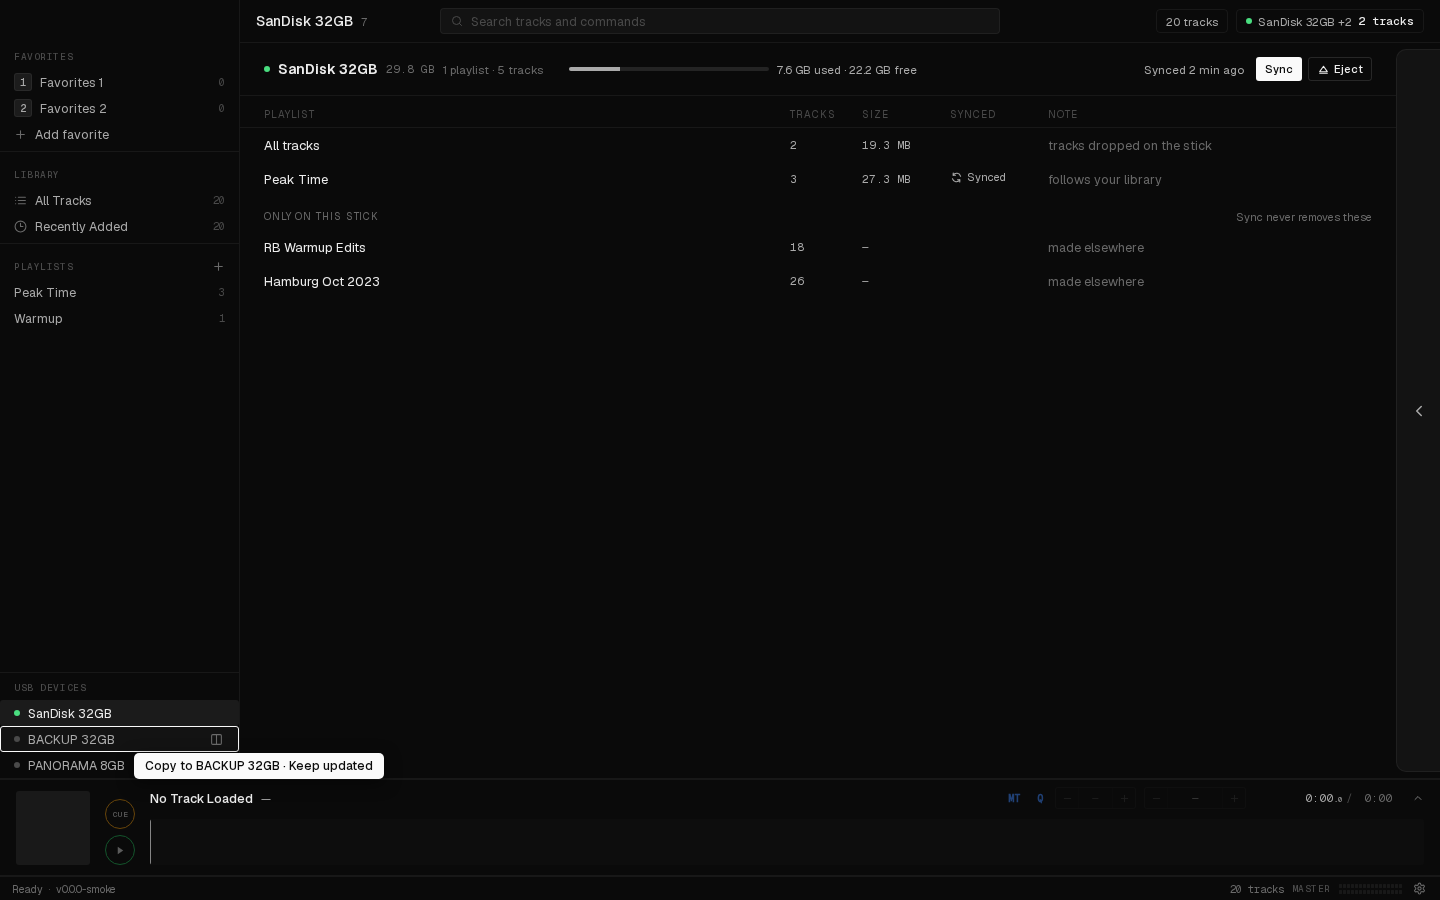 SanDisk 32GB 7
Search tracks and commands
20 tracks
SanDisk 32GB +2 2 tracks
FAVORITES
1 Favorites 1 0
2 Favorites 2 0
Add favorite
LIBRARY
All Tracks 20
Recently Added 20
PLAYLISTS
Peak Time 3
Warmup 1
USB DEVICES
SanDisk 32GB
BACKUP 32GB
PANORAMA 8GB
Copy to BACKUP 32GB · Keep updated
SanDisk 32GB 29.8 GB 1 playlist · 5 tracks
7.6 GB used · 22.2 GB free
Synced 2 min ago Sync Eject
PLAYLIST TRACKS SIZE SYNCED NOTE
All tracks 2 19.3 MB tracks dropped on the stick
Peak Time 3 27.3 MB Synced follows your library
ONLY ON THIS STICK Sync never removes these
RB Warmup Edits 18 — made elsewhere
Hamburg Oct 2023 26 — made elsewhere
CUE
No Track Loaded —
MT Q — — + — — +
0:00.0 / 0:00
Ready · v0.0.0-smoke
20 tracks MASTER